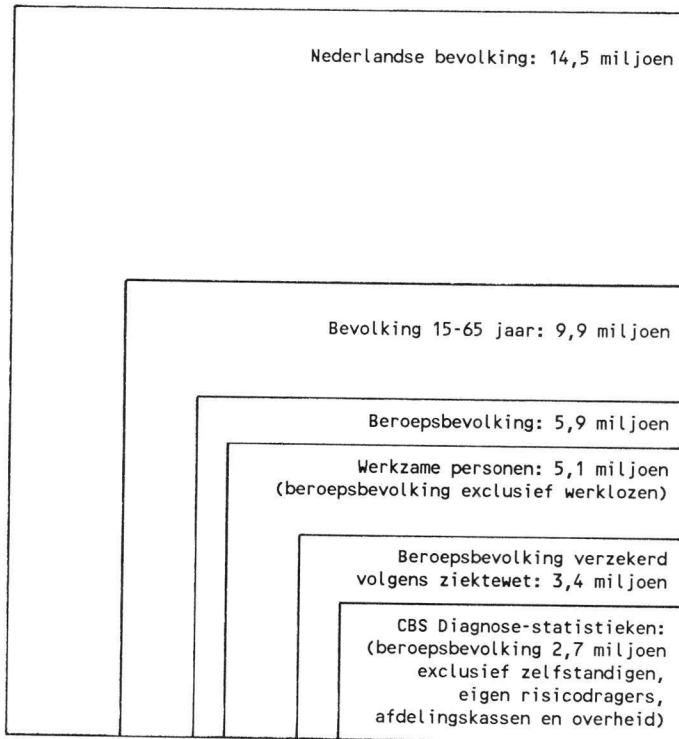 Nederlandse bevolking: 14,5 miljoen
Bevolking 15-65 jaar: 9,9 miljoen
Beroepsbevolking: 5,9 miljoen
Werkzame personen: 5,1 miljoen
(beroepsbevolking exclusief werklozen)
Beroepsbevolking verzekerd
volgens ziektewet: 3,4 miljoen
CBS Diagnose-statistieken:
(beroepsbevolking 2,7 miljoen
exclusief zelfstandigen,
eigen risicodragers,
afdelingskassen en overheid)